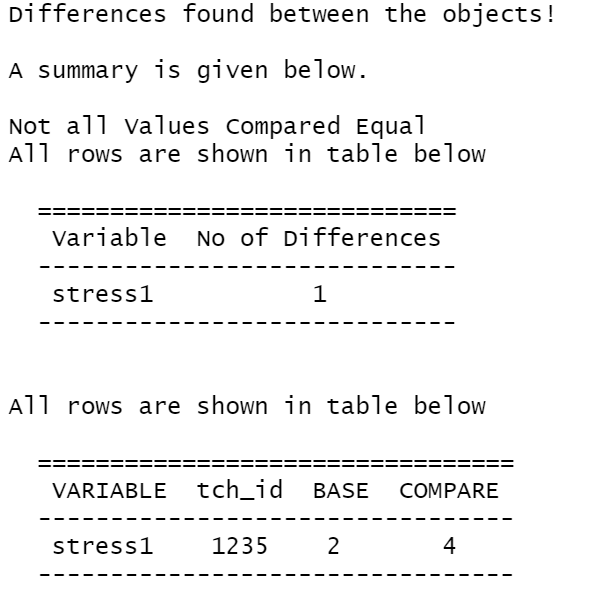 Differences found between the objects!
A summary is given below.
Not all Values Compared Equal
All rows are shown in table below
=============================
Variable  No of Differences
-----------------------------
stress1           1
-----------------------------
All rows are shown in table below
=================================
VARIABLE  tch_id  BASE  COMPARE
---------------------------------
stress1    1235    2       4
---------------------------------